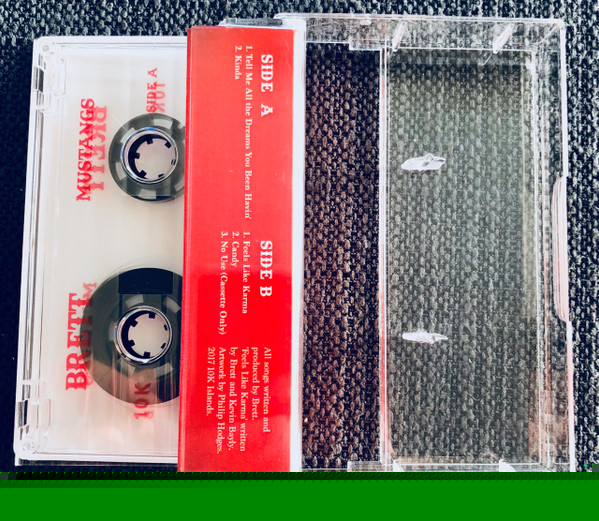 SIDE A
1. Tell Me All the Dreams You Been Havin'
2. Kinda
SIDE B
1. Feels Like Karma
2. Candy
3. No Use (Cassette Only)
All songs written and
produced by Brett.
'Feels Like Karma' written
by Brett and Kevin Bayly.
Artwork by Philip Hodges.
2017 10K Islands.
SIDE A
MUSTANGS
BRETT
10K